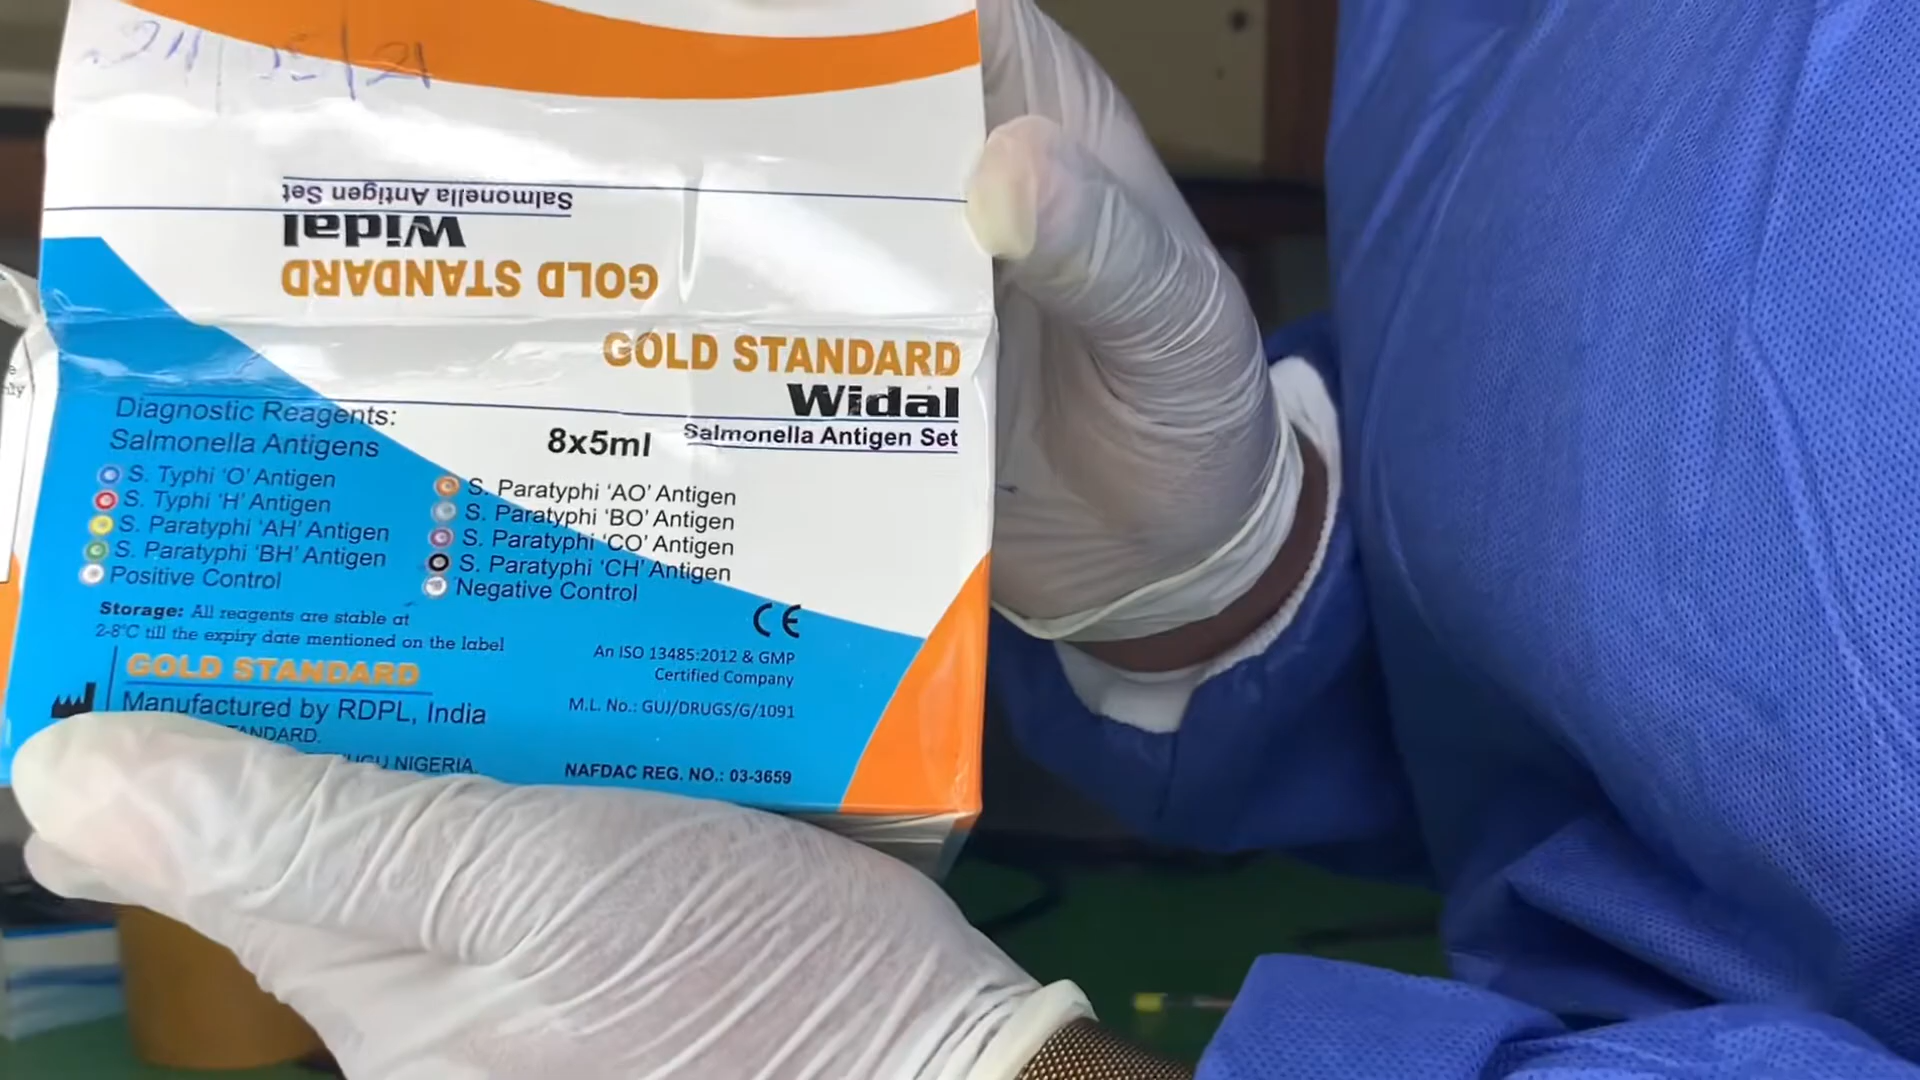 Salmonella Antigen Set
Widal
GOLD STANDARD
GOLD STANDARD
Widal
8x5ml Salmonella Antigen Set
Diagnostic Reagents:
Salmonella Antigens
S. Typhi 'O' Antigen
S. Typhi 'H' Antigen
S. Paratyphi 'AH' Antigen
S. Paratyphi 'BH' Antigen
Positive Control
S. Paratyphi 'AO' Antigen
S. Paratyphi 'BO' Antigen
S. Paratyphi 'CO' Antigen
S. Paratyphi 'CH' Antigen
Negative Control
Storage: All reagents are stable at
2-8°C till the expiry date mentioned on the label
CE
An ISO 13485:2012 & GMP
Certified Company
M.L. No.: GUJ/DRUGS/G/1091
GOLD STANDARD
Manufactured by RDPL, India
NIGERIA.
NAFDAC REG. NO.: 03-3659